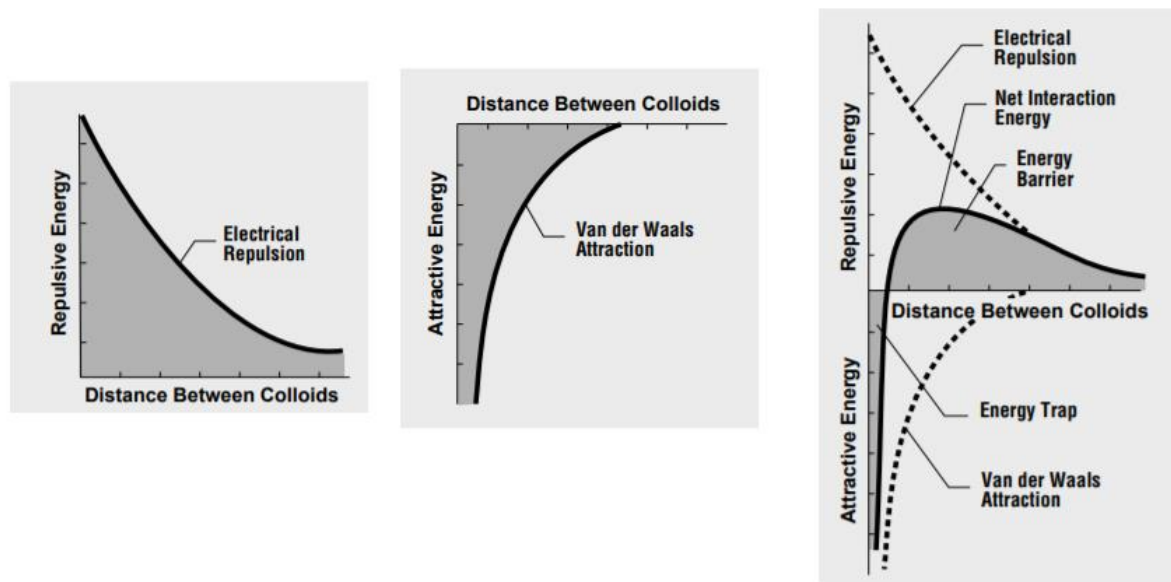 Repulsive Energy
Electrical
Repulsion
Distance Between Colloids
Distance Between Colloids
Attractive Energy
Van der Waals
Attraction
Electrical
Repulsion
Net Interaction
Energy
Energy
Barrier
Repulsive Energy
Distance Between Colloids
Attractive Energy
Energy Trap
Van der Waals
Attraction